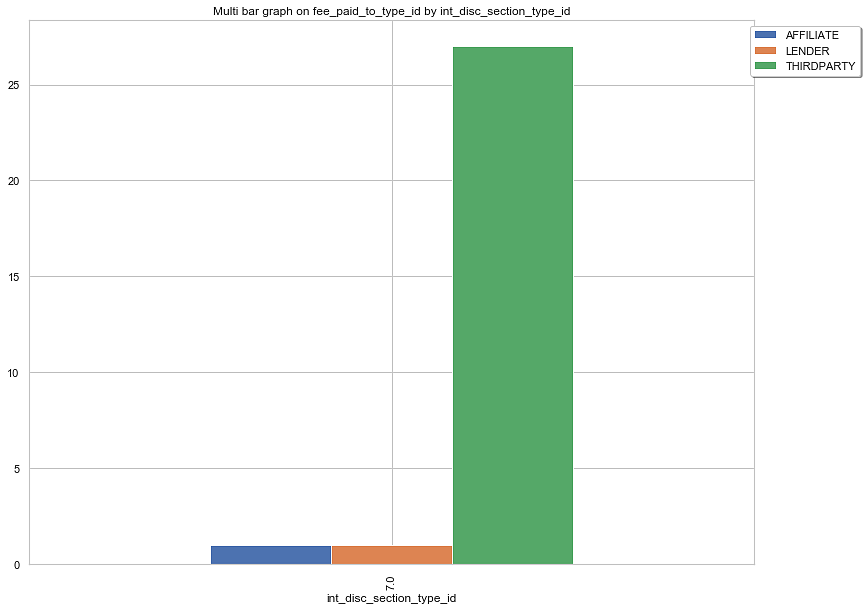 Multi bar graph on fee_paid_to_type_id by int_disc_section_type_id
AFFILIATE
LENDER
THIRDPARTY
25
20
15
10
5
0
7.0
int_disc_section_type_id